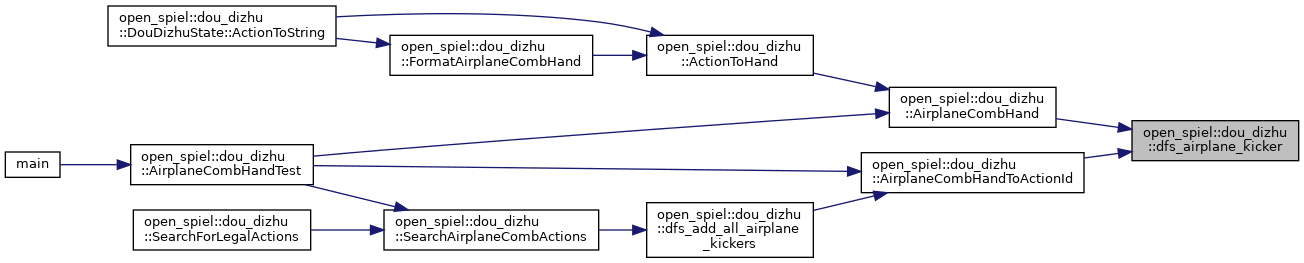 open_spiel::dou_dizhu
::DouDizhuState::ActionToString
open_spiel::dou_dizhu
::FormatAirplaneCombHand
open_spiel::dou_dizhu
::ActionToHand
open_spiel::dou_dizhu
::AirplaneCombHand
open_spiel::dou_dizhu
::dfs_airplane_kicker
main
open_spiel::dou_dizhu
::AirplaneCombHandTest
open_spiel::dou_dizhu
::AirplaneCombHandToActionId
open_spiel::dou_dizhu
::SearchForLegalActions
open_spiel::dou_dizhu
::SearchAirplaneCombActions
open_spiel::dou_dizhu
::dfs_add_all_airplane
_kickers